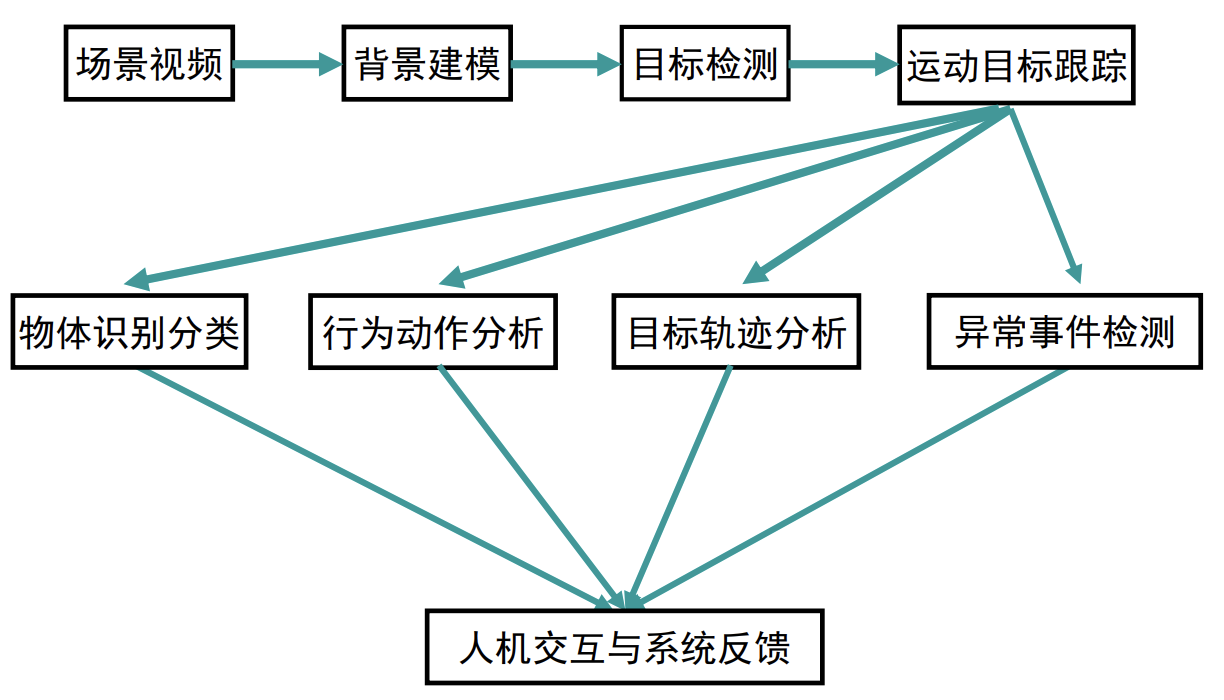 场景视频
背景建模
目标检测
运动目标跟踪
物体识别分类
行为动作分析
目标轨迹分析
异常事件检测
人机交互与系统反馈